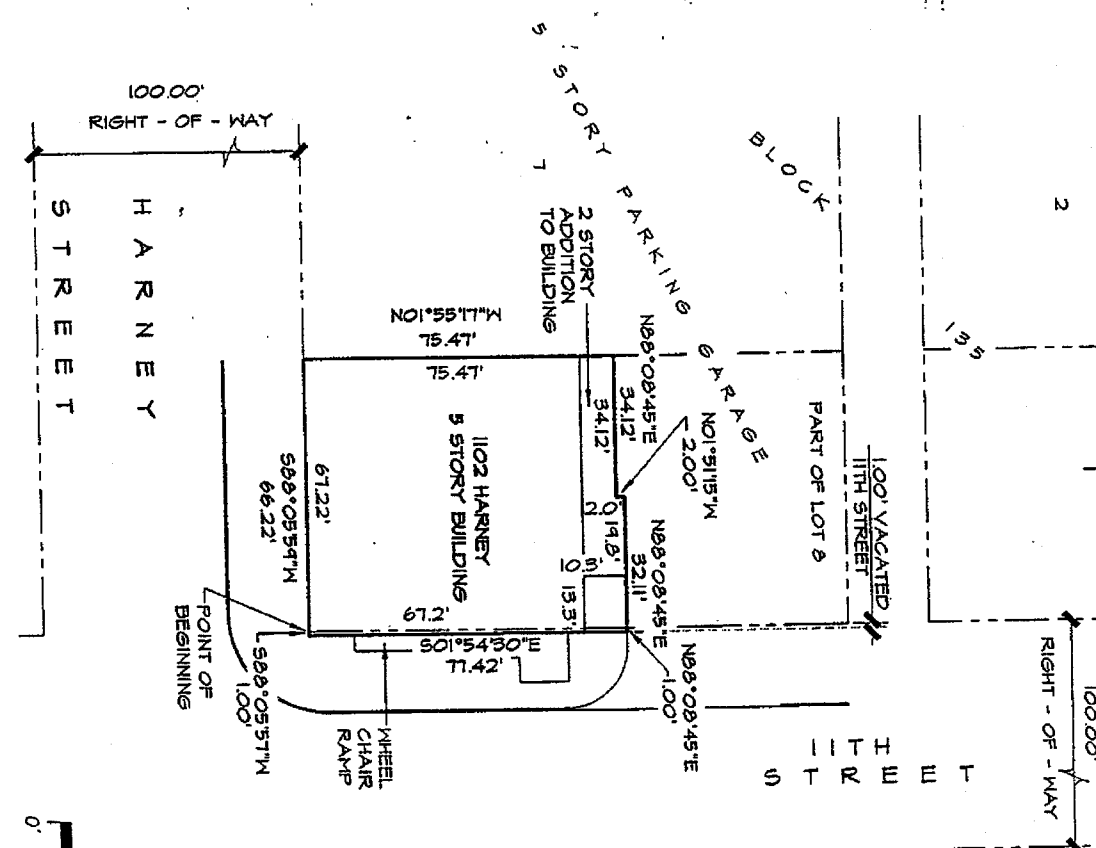 100.00'
RIGHT - OF - WAY
HARNEY
STREET
5 STORY PARKING GARAGE
7
BLOCK
2
135
2 STORY
ADDITION
TO BUILDING
N01°55'17"W
75.47'
75.47'
N88°08'45"E
34.12'
34.12'
N01°51'15"W
2.00'
PART OF LOT 8
1.00' VACATED
11TH STREET
1102 HARNEY
5 STORY BUILDING
67.22'
S88°05'59"W
66.22'
2.0'
19.8'
10.5'
13.3'
N88°08'45"E
32.11'
67.2'
S01°54'30"E
77.42'
N88°08'45"E
1.00'
POINT OF
BEGINNING
S88°05'57"W
1.00'
WHEEL
CHAIR
RAMP
11TH
STREET
100.00'
RIGHT - OF - WAY
0'